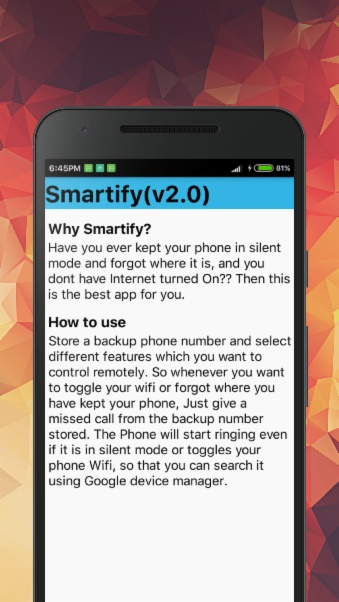 6:45PM 81%
Smartify(v2.0)
Why Smartify?
Have you ever kept your phone in silent
mode and forgot where it is, and you
dont have Internet turned On?? Then this
is the best app for you.
How to use
Store a backup phone number and select
different features which you want to
control remotely. So whenever you want
to toggle your wifi or forgot where you
have kept your phone, Just give a
missed call from the backup number
stored. The Phone will start ringing even
if it is in silent mode or toggles your
phone Wifi, so that you can search it
using Google device manager.